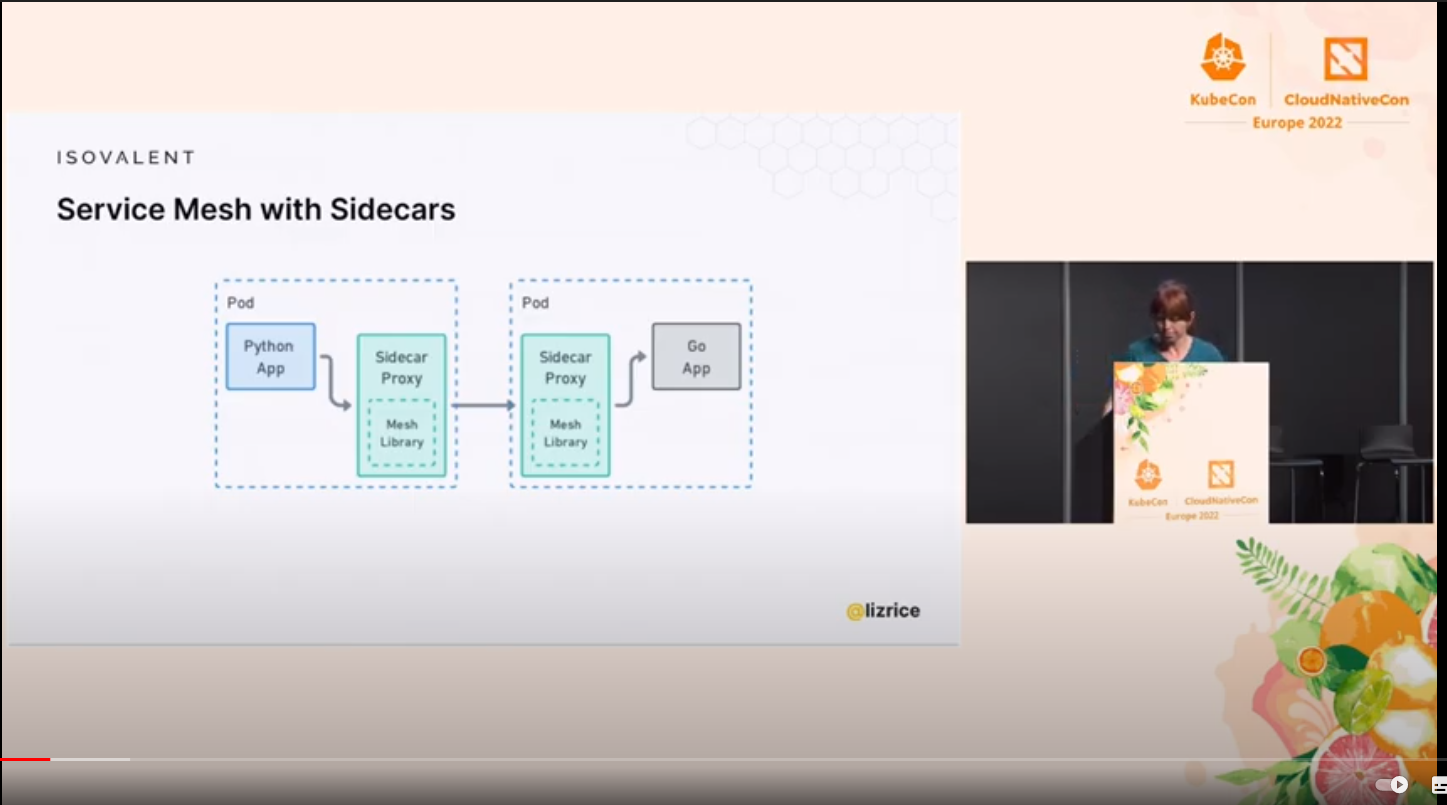 KubeCon
CloudNativeCon
Europe 2022
ISOVALENT
Service Mesh with Sidecars
Pod
Python
App
Sidecar
Proxy
Mesh
Library
Pod
Sidecar
Proxy
Mesh
Library
Go
App
@lizrice
KubeCon
CloudNativeCon
Europe 2022